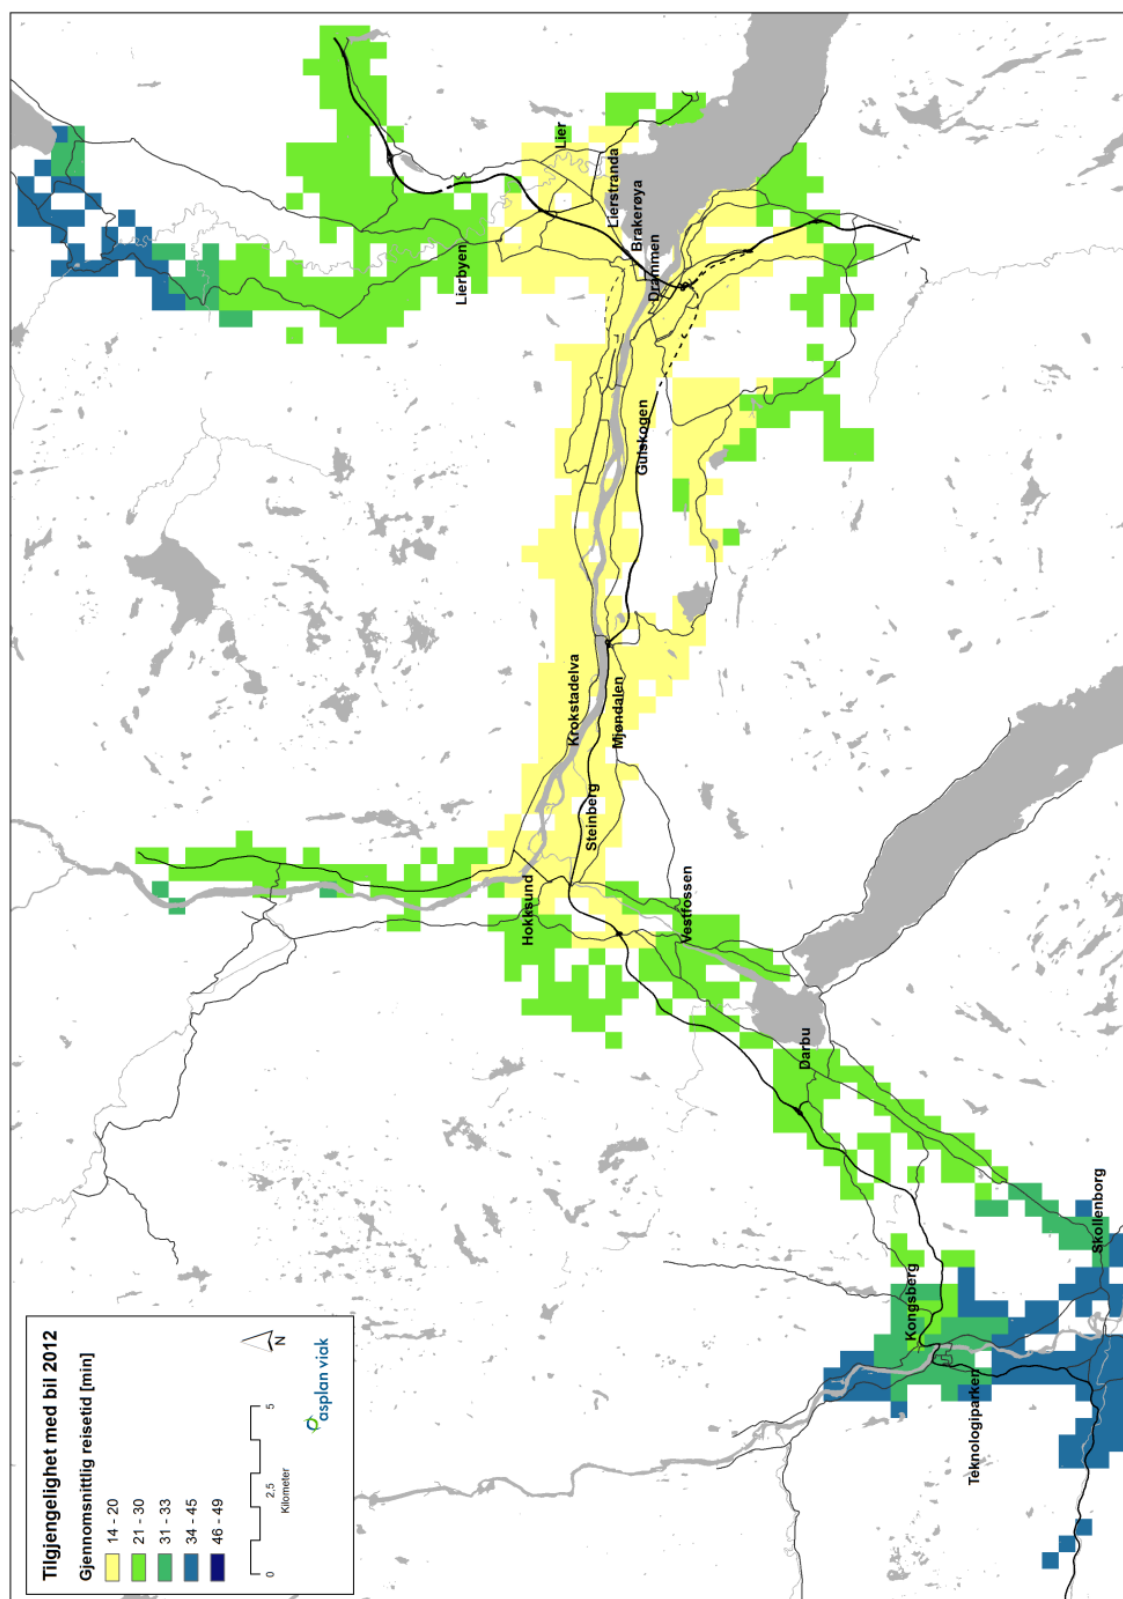 Tilgjengelighet med bil 2012
Gjennomsnittlig reisetid [min]
14 - 20
21 - 30
31 - 33
34 - 45
46 - 49
0
2,5
5
Kilometer
N
asplan viak
Lier
Lierstranda
Brakerøya
Drammen
Lierbyen
Gulskogen
Krokstadelva
Mjøndalen
Steinberg
Hokksund
Vestfossen
Darbu
Skollenborg
Kongsberg
Teknologiparken